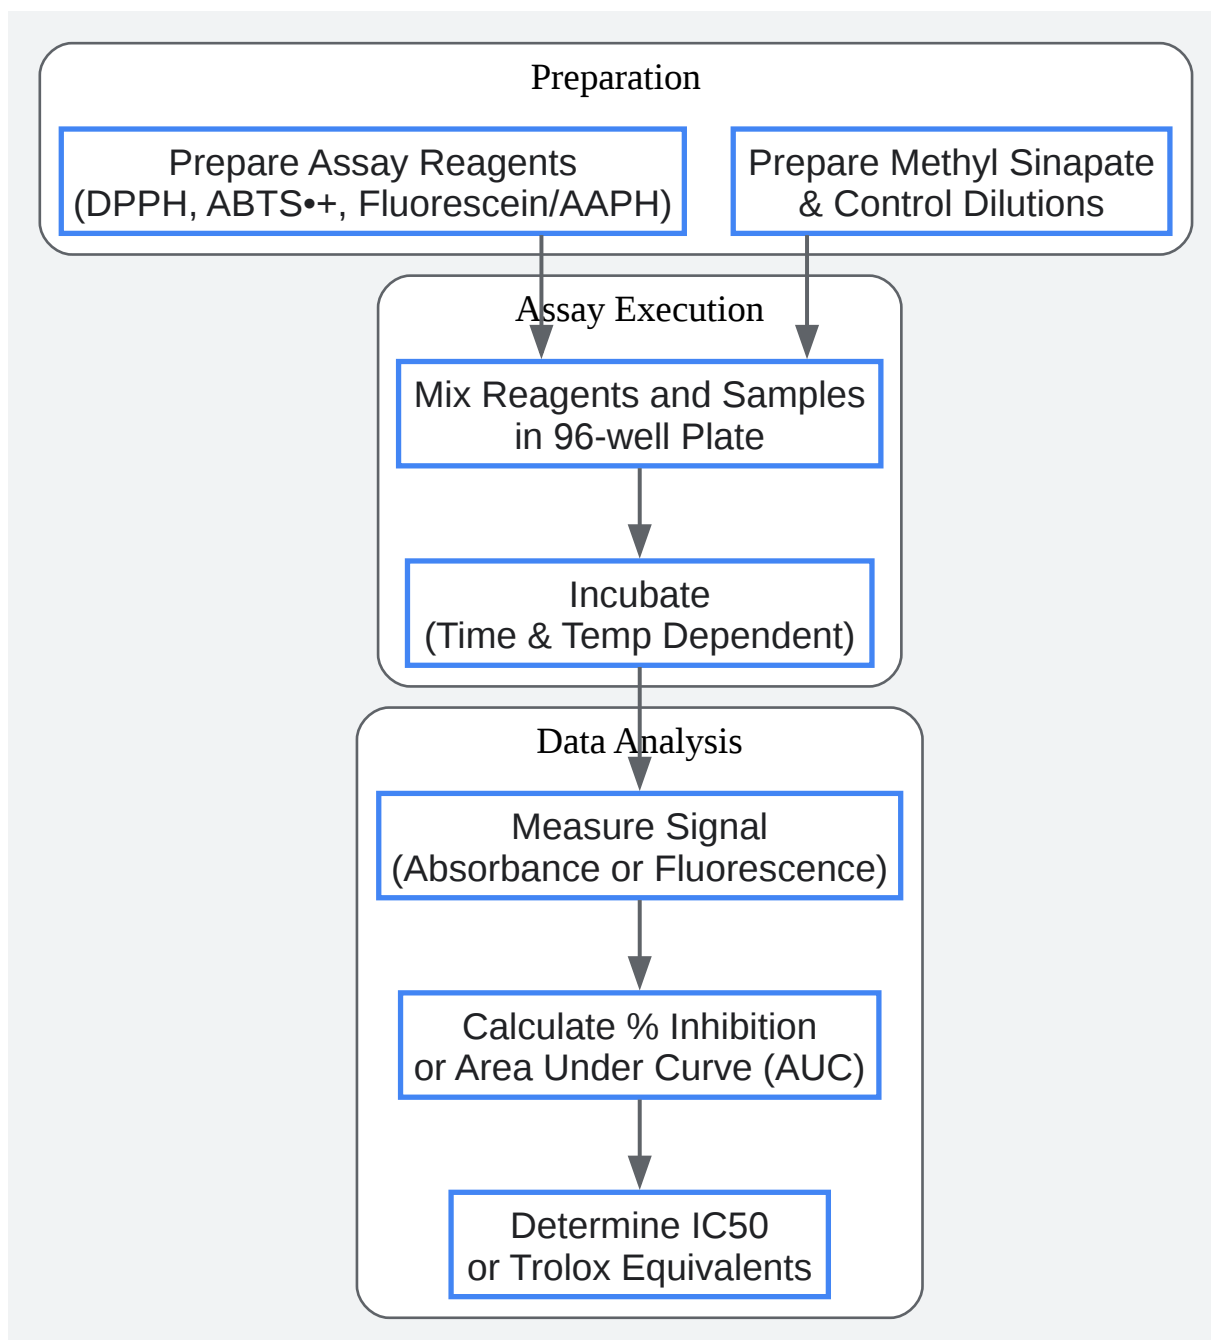 Preparation
Prepare Assay Reagents
(DPPH, ABTS•+, Fluorescein/AAPH)
Prepare Methyl Sinapate
& Control Dilutions
Assay Execution
Mix Reagents and Samples
in 96-well Plate
Incubate
(Time & Temp Dependent)
Data Analysis
Measure Signal
(Absorbance or Fluorescence)
Calculate % Inhibition
or Area Under Curve (AUC)
Determine IC50
or Trolox Equivalents